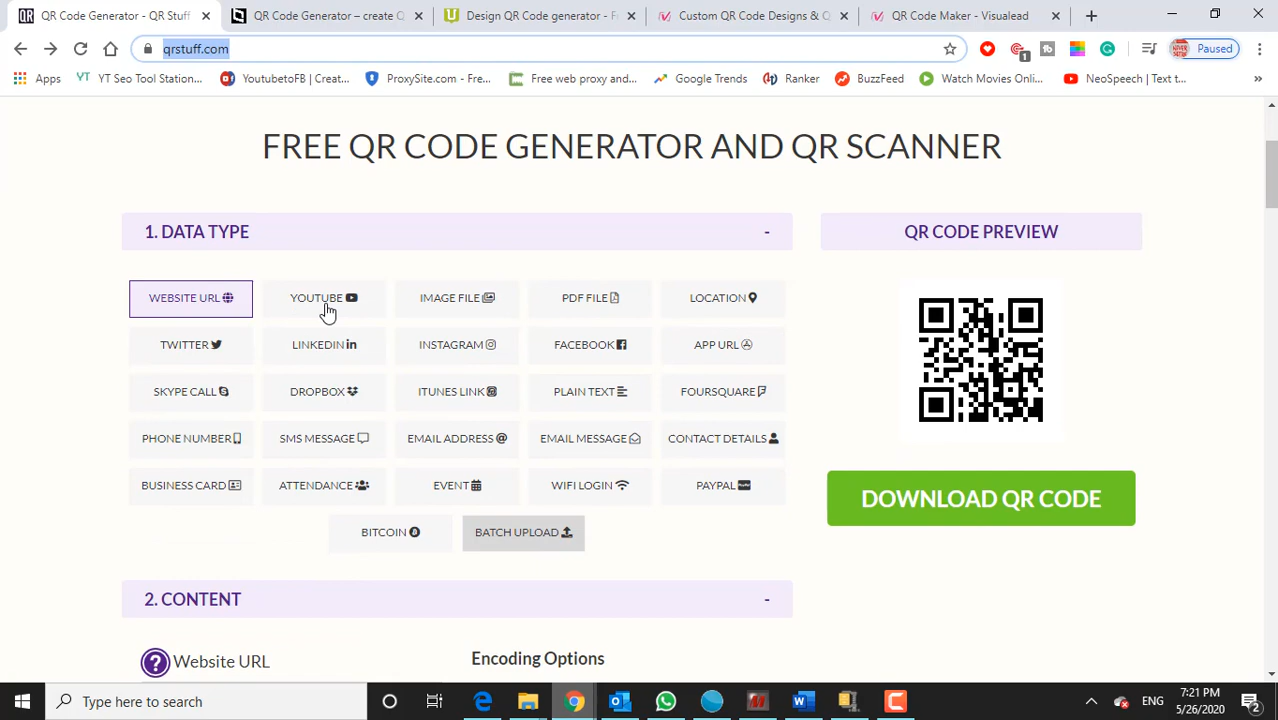 QR Code Generator - QR Stuff
QR Code Generator – create Q
Design QR Code generator - F
Custom QR Code Designs & Q
QR Code Maker - Visualead
qrstuff.com
1
Paused
Apps
YT SEO Tool Station...
YoutubetoFB | Creat...
ProxySite.com - Fre...
Free web proxy and...
Google Trends
Ranker
BuzzFeed
Watch Movies Onli...
NeoSpeech | Text t...
FREE QR CODE GENERATOR AND QR SCANNER
1. DATA TYPE
-
QR CODE PREVIEW
WEBSITE URL
YOUTUBE
IMAGE FILE
PDF FILE
LOCATION
TWITTER
LINKEDIN
INSTAGRAM
FACEBOOK
APP URL
SKYPE CALL
DROPBOX
ITUNES LINK
PLAIN TEXT
FOURSQUARE
PHONE NUMBER
SMS MESSAGE
EMAIL ADDRESS
EMAIL MESSAGE
CONTACT DETAILS
BUSINESS CARD
ATTENDANCE
EVENT
WIFI LOGIN
PAYPAL
BITCOIN
BATCH UPLOAD
DOWNLOAD QR CODE
2. CONTENT
-
? Website URL
Encoding Options
Type here to search
ENG
7:21 PM
5/26/2020
2